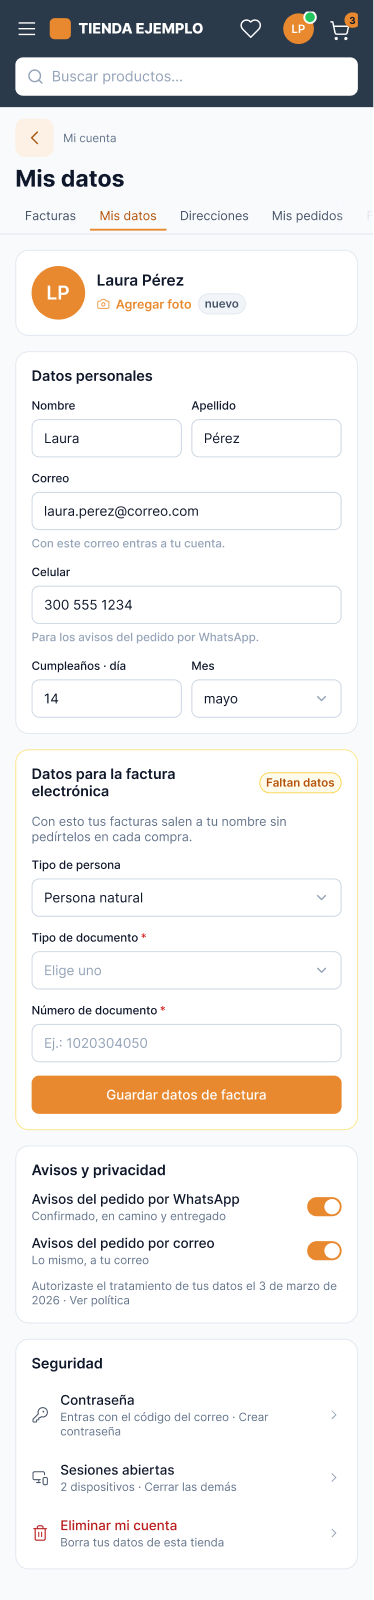 TIENDA EJEMPLO
LP
3
Buscar productos...
Mi cuenta
Mis datos
Facturas Mis datos Direcciones Mis pedidos
LP
Laura Pérez
Agregar foto nuevo
Datos personales
Nombre Apellido
Laura Pérez
Correo
laura.perez@correo.com
Con este correo entras a tu cuenta.
Celular
300 555 1234
Para los avisos del pedido por WhatsApp.
Cumpleaños · día Mes
14 mayo
Datos para la factura
electrónica
Faltan datos
Con esto tus facturas salen a tu nombre sin
pedírtelos en cada compra.
Tipo de persona
Persona natural
Tipo de documento *
Elige uno
Número de documento *
Ej.: 1020304050
Guardar datos de factura
Avisos y privacidad
Avisos del pedido por WhatsApp
Confirmado, en camino y entregado
Avisos del pedido por correo
Lo mismo, a tu correo
Autorizaste el tratamiento de tus datos el 3 de marzo de
2026 · Ver política
Seguridad
Contraseña
Entras con el código del correo · Crear
contraseña
Sesiones abiertas
2 dispositivos · Cerrar las demás
Eliminar mi cuenta
Borra tus datos de esta tienda